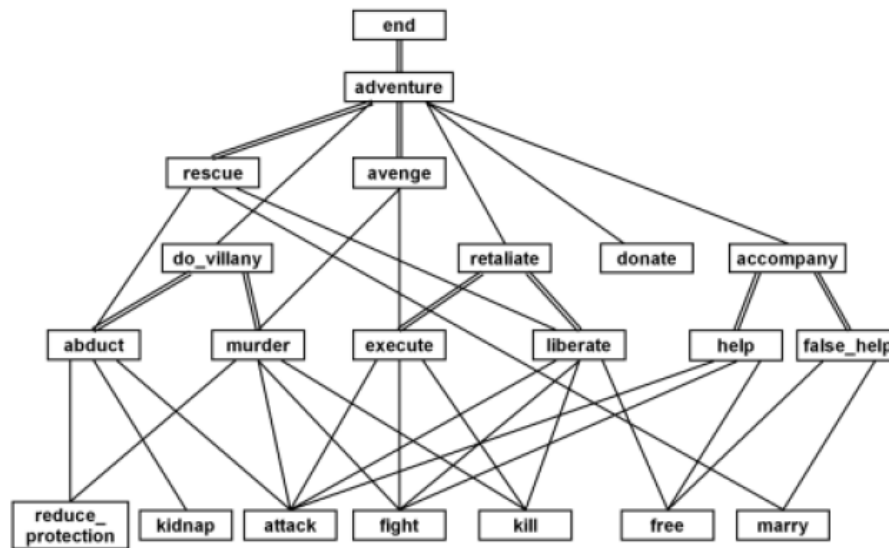 end
adventure
rescue
avenge
do_villany
retaliate
donate
accompany
abduct
murder
execute
liberate
help
false_help
reduce_
protection
kidnap
attack
fight
kill
free
marry